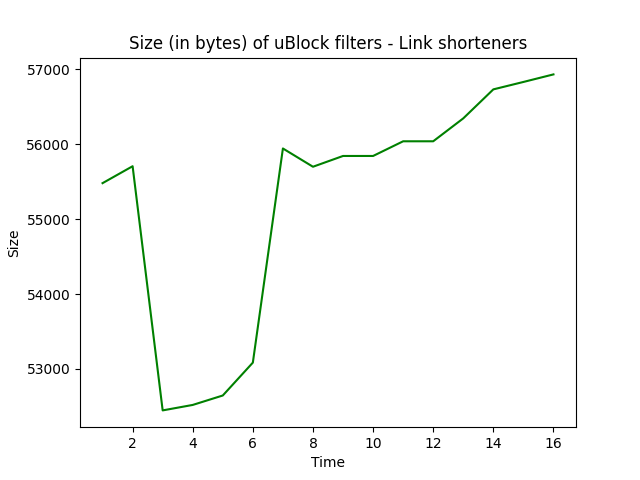 Size (in bytes) of uBlock filters - Link shorteners
57000
56000
55000
54000
53000
Size
2 4 6 8 10 12 14 16
Time